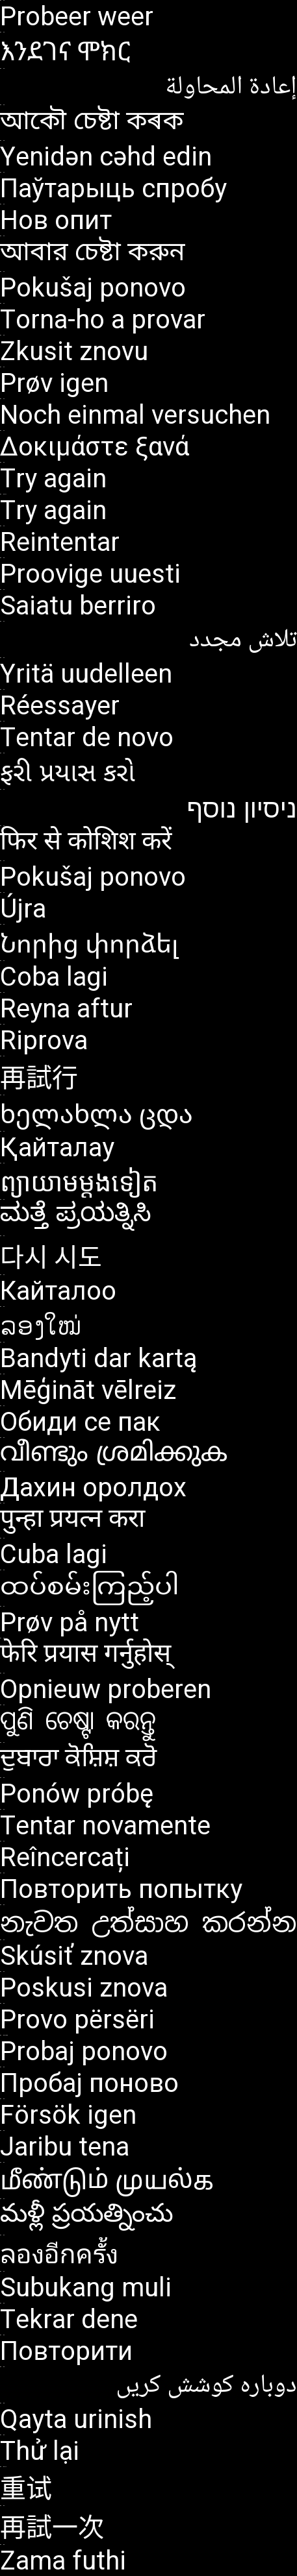 Probeer weer
እንደገና ሞክር
إعادة المحاولة
আকৌ চেষ্টা কৰক
Yenidən cəhd edin
Паўтарыць спробу
Нов опит
আবার চেষ্টা করুন
Pokušaj ponovo
Torna-ho a provar
Zkusit znovu
Prøv igen
Noch einmal versuchen
Δοκιμάστε ξανά
Try again
Try again
Reintentar
Proovige uuesti
Saiatu berriro
تلاش مجدد
Yritä uudelleen
Réessayer
Tentar de novo
ફરી પ્રયાસ કરો
ניסיון נוסף
फिर से कोशिश करें
Pokušaj ponovo
Újra
Նորից փորձել
Coba lagi
Reyna aftur
Riprova
再試行
ხელახლა ცდა
Қайталау
ព្យាយាមម្ដងទៀត
ಮತ್ತೆ ಪ್ರಯತ್ನಿಸಿ
다시 시도
Кайталоо
ລອງໃໝ່
Bandyti dar kartą
Mēģināt vēlreiz
Обиди се пак
വീണ്ടും ശ്രമിക്കുക
Дахин оролдох
पुन्हा प्रयत्न करा
Cuba lagi
ထပ်စမ်းကြည့်ပါ
Prøv på nytt
फेरि प्रयास गर्नुहोस्
Opnieuw proberen
ପୁଣି ଚେଷ୍ଟା କରନ୍ତୁ
ਦੁਬਾਰਾ ਕੋਸ਼ਿਸ਼ ਕਰੋ
Ponów próbę
Tentar novamente
Reîncercați
Повторить попытку
නැවත උත්සාහ කරන්න
Skúsiť znova
Poskusi znova
Provo përsëri
Probaj ponovo
Пробај поново
Försök igen
Jaribu tena
மீண்டும் முயல்க
మళ్లీ ప్రయత్నించు
ลองอีกครั้ง
Subukang muli
Tekrar dene
Повторити
دوبارہ کوشش کریں
Qayta urinish
Thử lại
重试
再試一次
Zama futhi